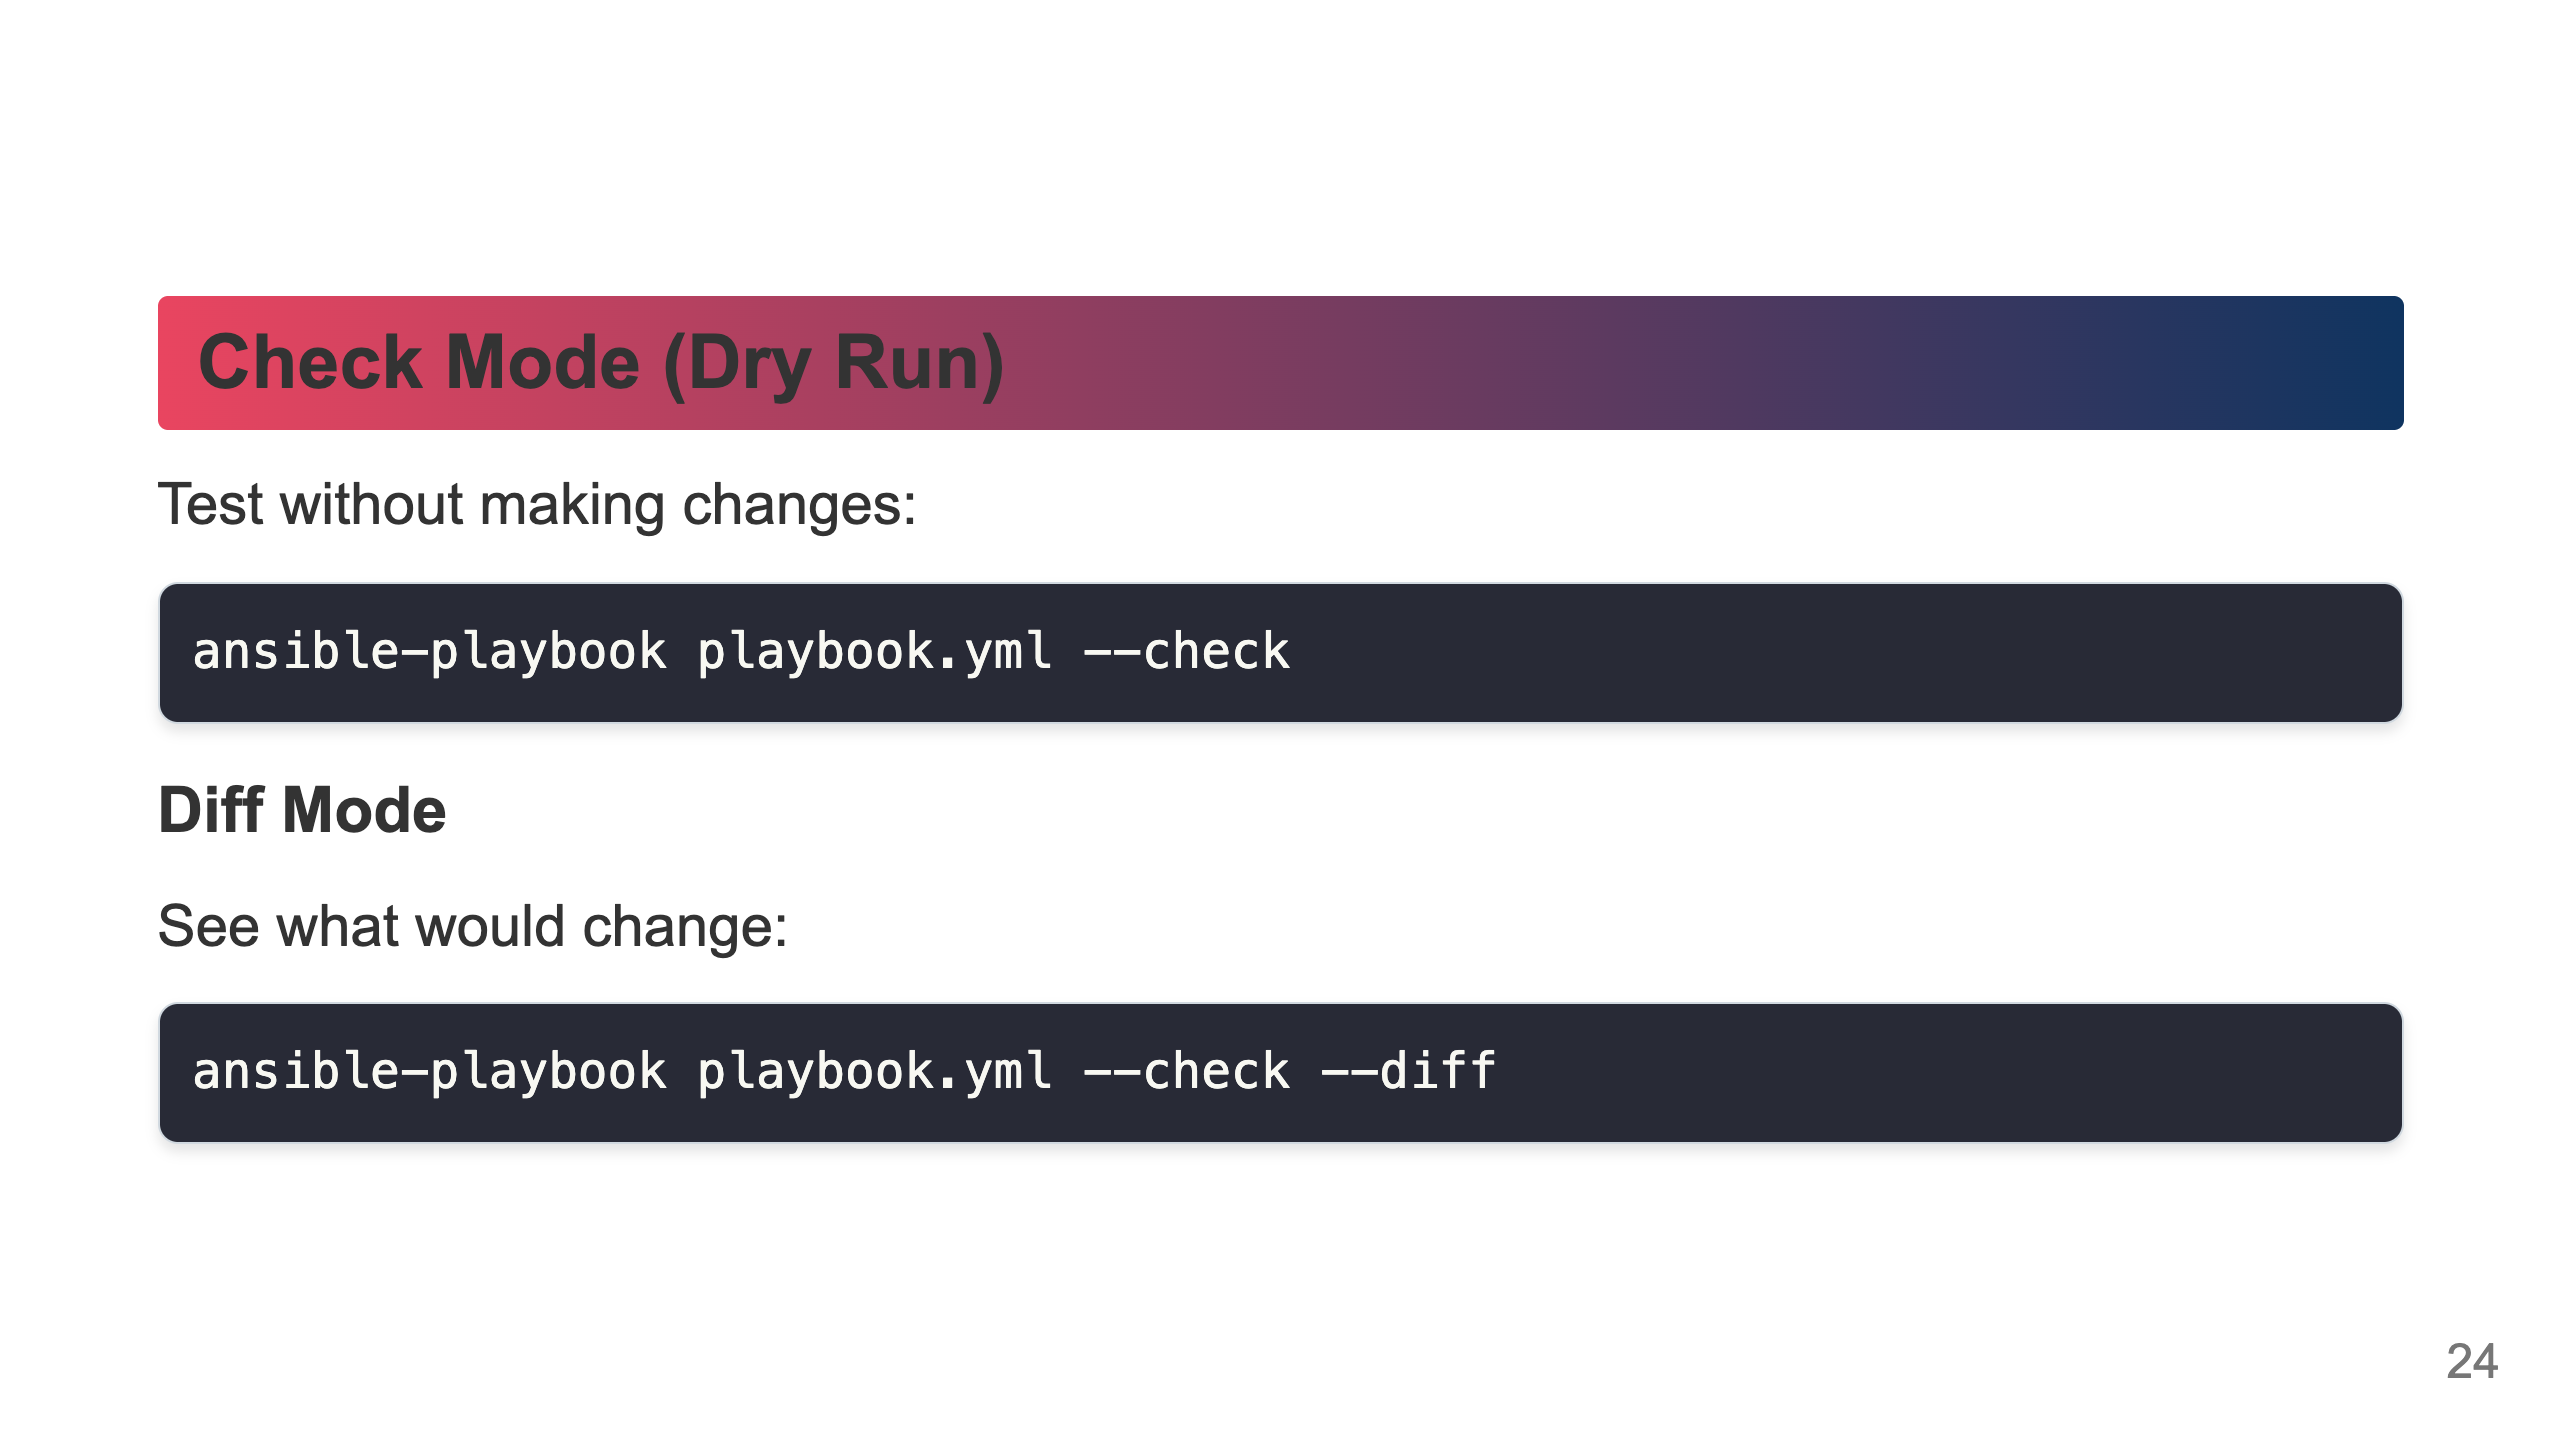 Check Mode (Dry Run)
Test without making changes:
ansible-playbook playbook.yml --check
Diff Mode
See what would change:
ansible-playbook playbook.yml --check --diff
24